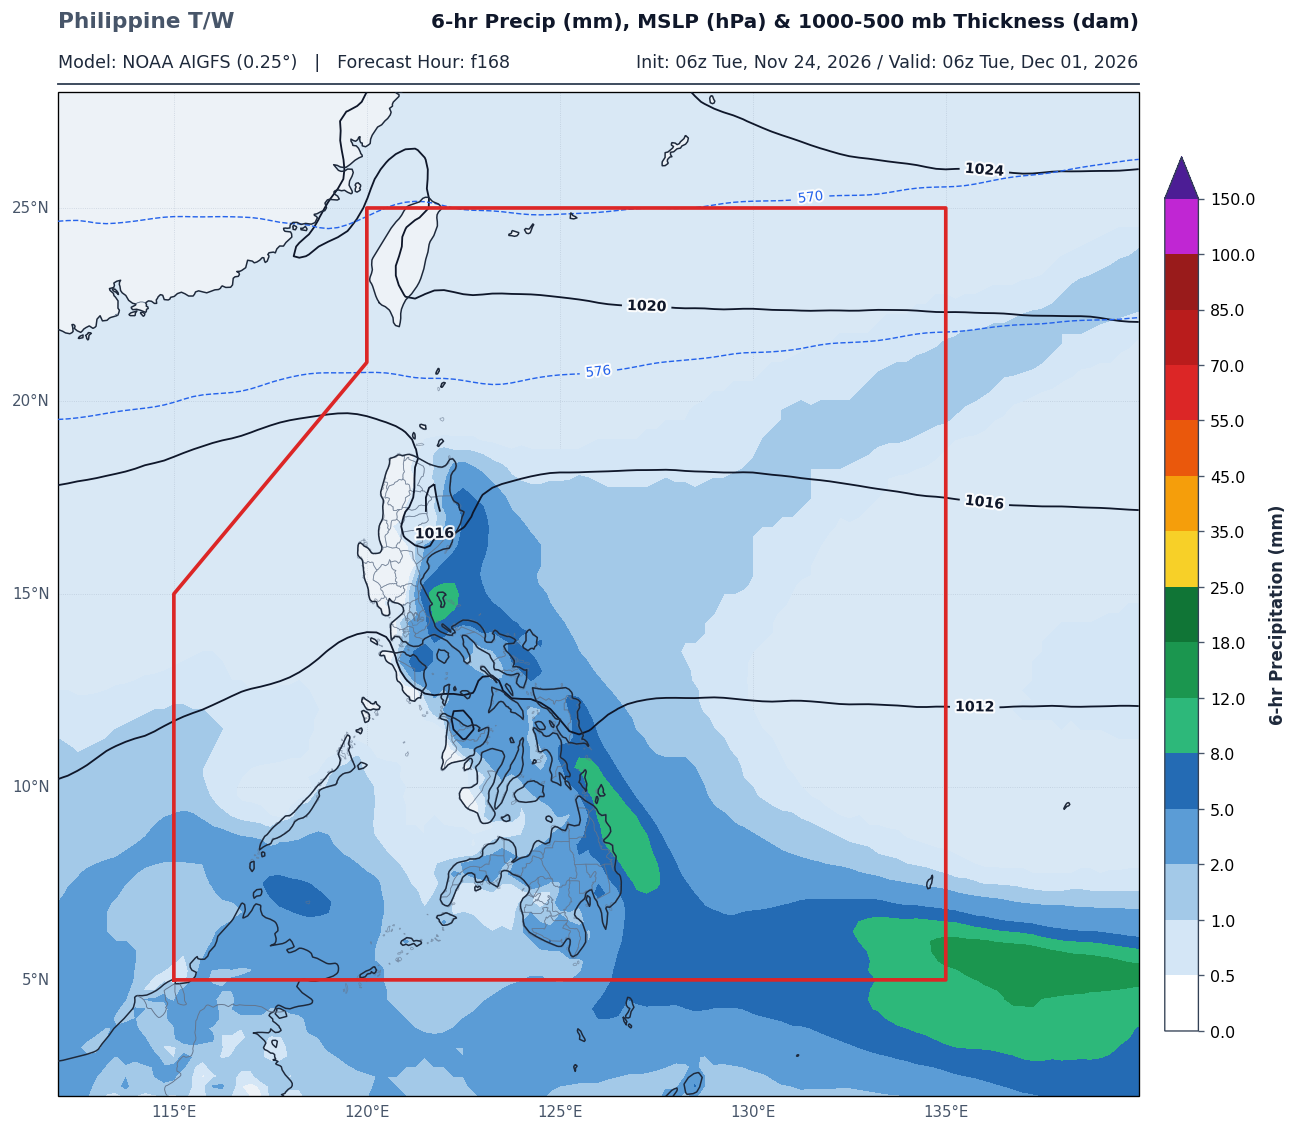 Philippine T/W
6-hr Precip (mm), MSLP (hPa) & 1000-500 mb Thickness (dam)
Model: NOAA AIGFS (0.25°) | Forecast Hour: f168
Init: 06z Tue, Nov 24, 2026 / Valid: 06z Tue, Dec 01, 2026
1024
570
25°N
1020
576
20°N
1016
1016
15°N
1012
10°N
5°N
115°E
120°E
125°E
130°E
135°E
150.0
100.0
85.0
70.0
55.0
45.0
35.0
25.0
18.0
12.0
8.0
5.0
2.0
1.0
0.5
0.0
6-hr Precipitation (mm)